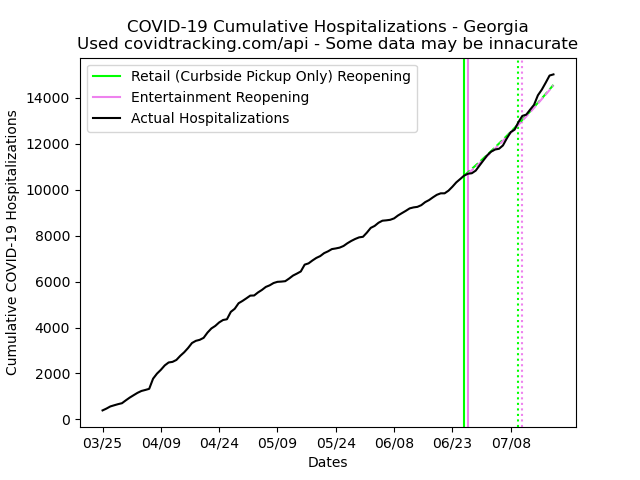 COVID-19 Cumulative Hospitalizations - Georgia
Used covidtracking.com/api - Some data may be innacurate
Retail (Curbside Pickup Only) Reopening
Entertainment Reopening
Actual Hospitalizations
Cumulative COVID-19 Hospitalizations
14000
12000
10000
8000
6000
4000
2000
0
03/25 04/09 04/24 05/09 05/24 06/08 06/23 07/08
Dates